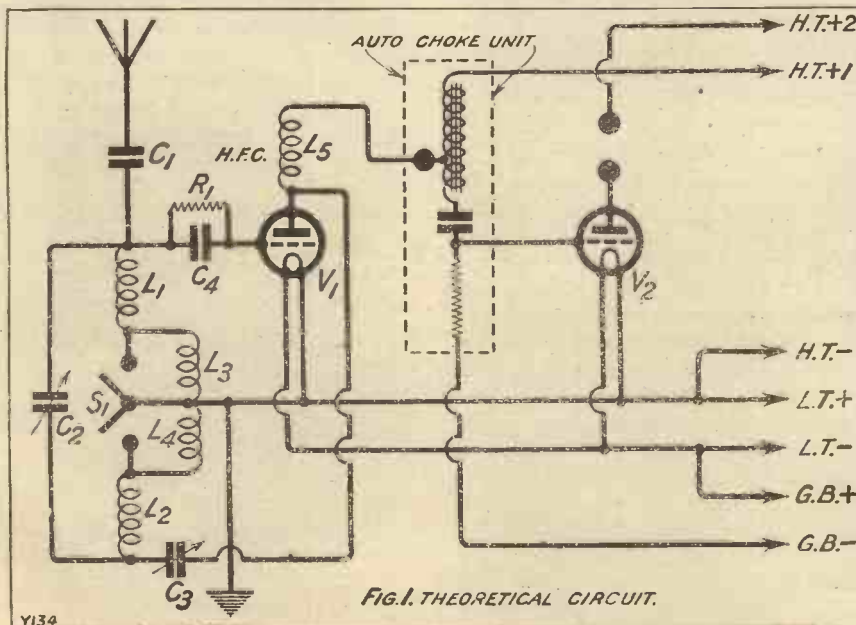 AUTO CHOKE UNIT
H.T.+2
H.T.+1
C1
H.F.C.
L5
R1
C4
V1
V2
L1
L3
S1
C2
L4
L2
C3
H.T.-
L.T.+
L.T.-
G.B.+
G.B.-
FIG.1. THEORETICAL CIRCUIT.
Y134